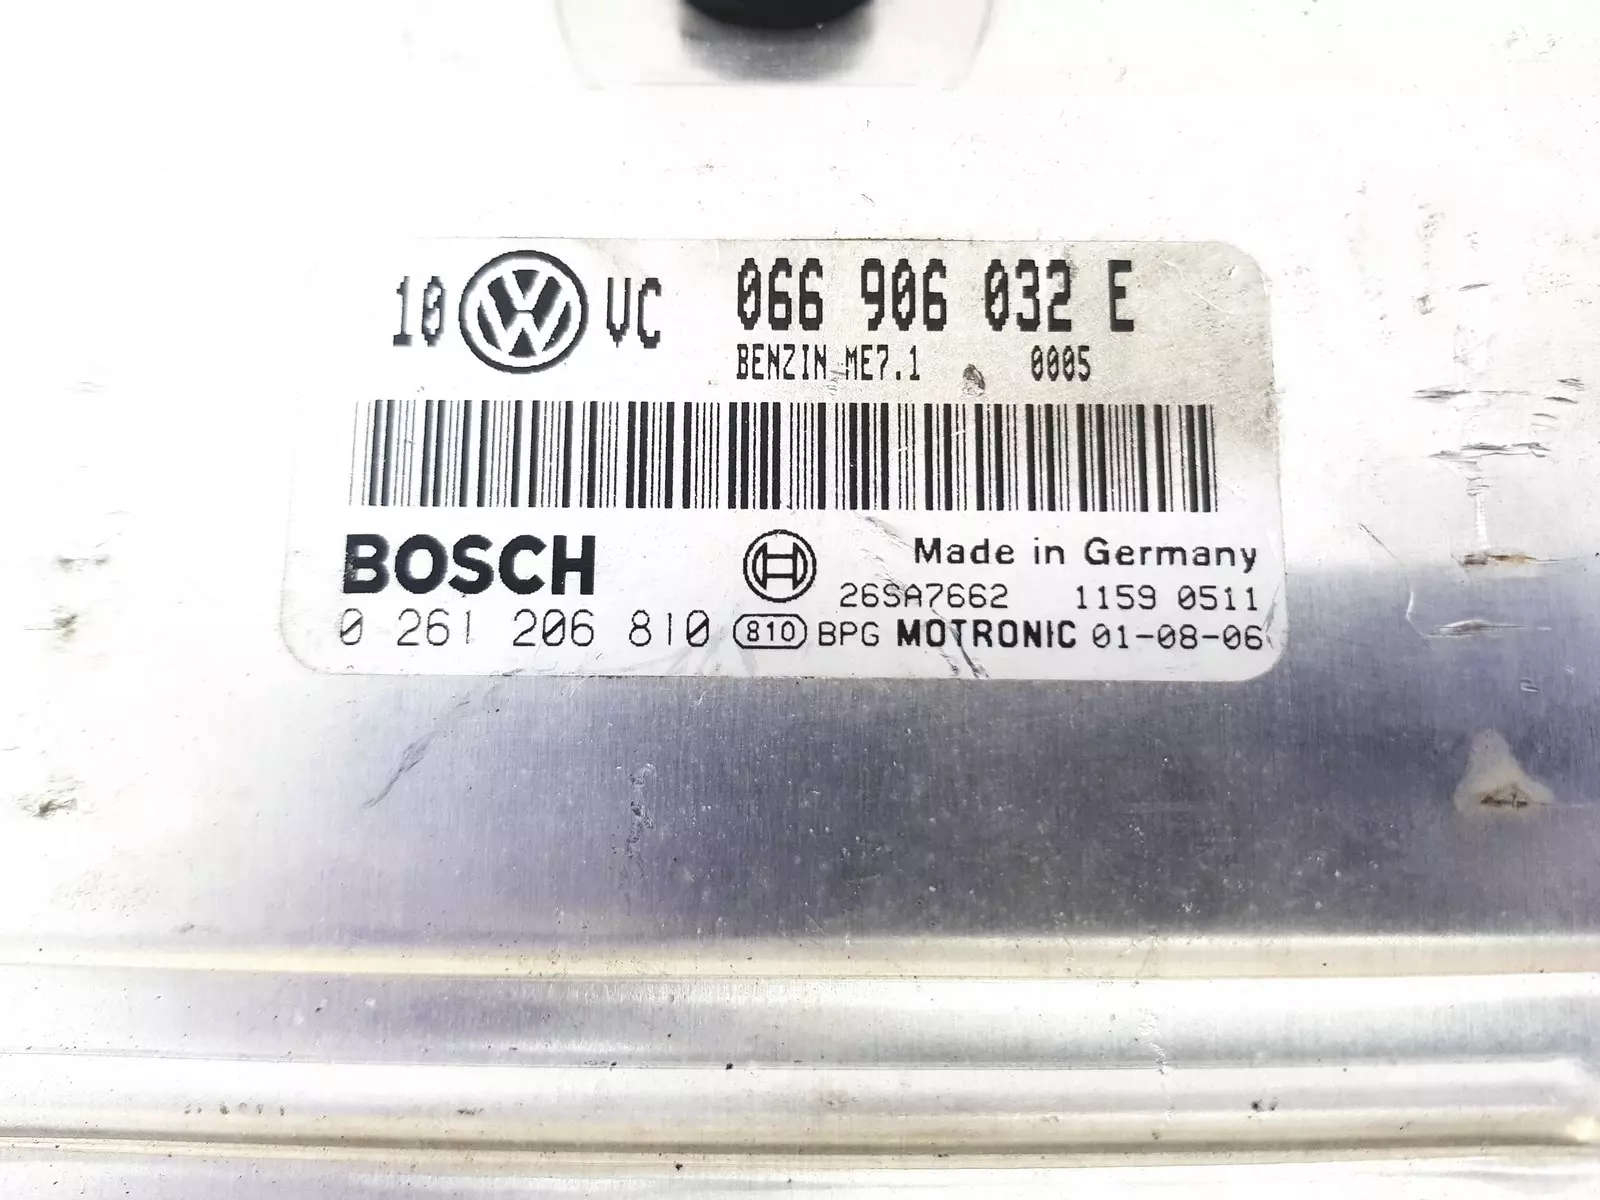 10 VW VC 066 906 032 E
BENZIN ME7.1 0005
BOSCH Made in Germany
26SA7662 1159 0511
0 261 206 810 810 BPG MOTRONIC 01-08-06